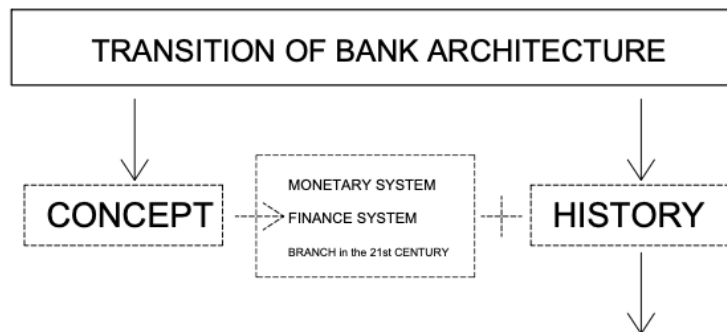 TRANSITION OF BANK ARCHITECTURE
CONCEPT
MONETARY SYSTEM
FINANCE SYSTEM
BRANCH in the 21st CENTURY
HISTORY